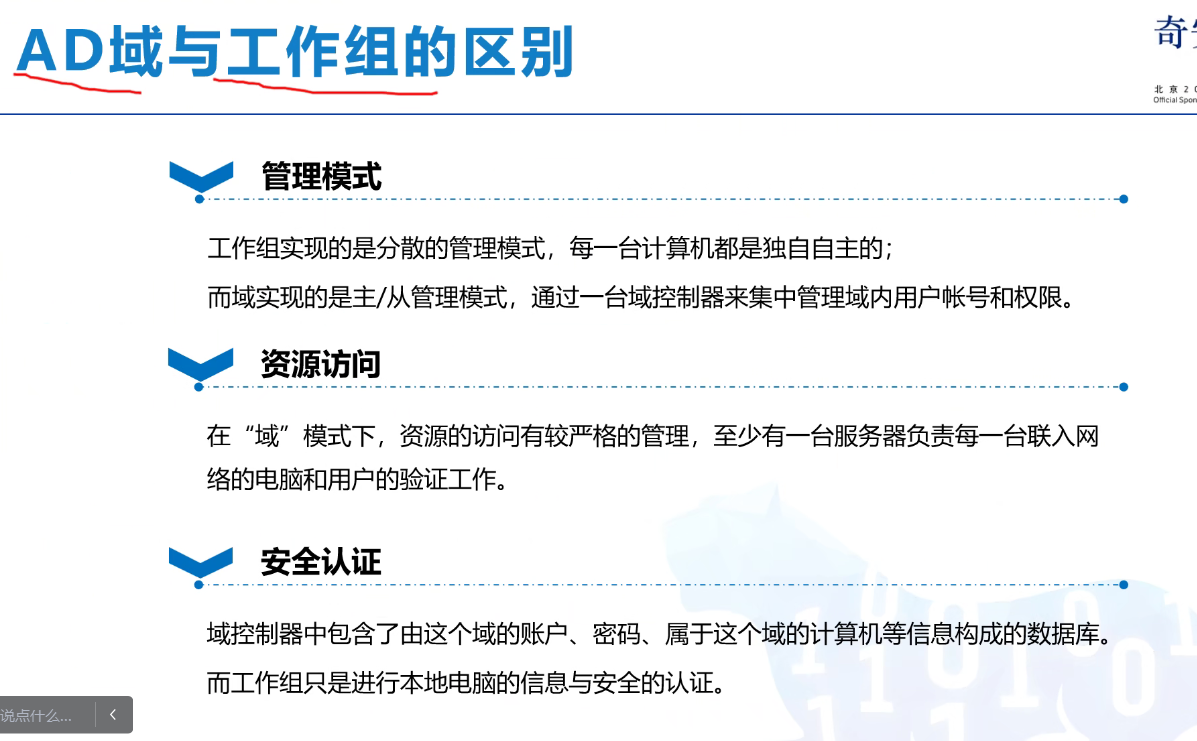 AD域与工作组的区别
奇
北京20
Official Spon
管理模式
工作组实现的是分散的管理模式，每一台计算机都是独自自主的；
而域实现的是主/从管理模式，通过一台域控制器来集中管理域内用户帐号和权限。
资源访问
在“域”模式下，资源的访问有较严格的管理，至少有一台服务器负责每一台联入网
络的电脑和用户的验证工作。
安全认证
域控制器中包含了由这个域的账户、密码、属于这个域的计算机等信息构成的数据库。
而工作组只是进行本地电脑的信息与安全的认证。
说点什么...